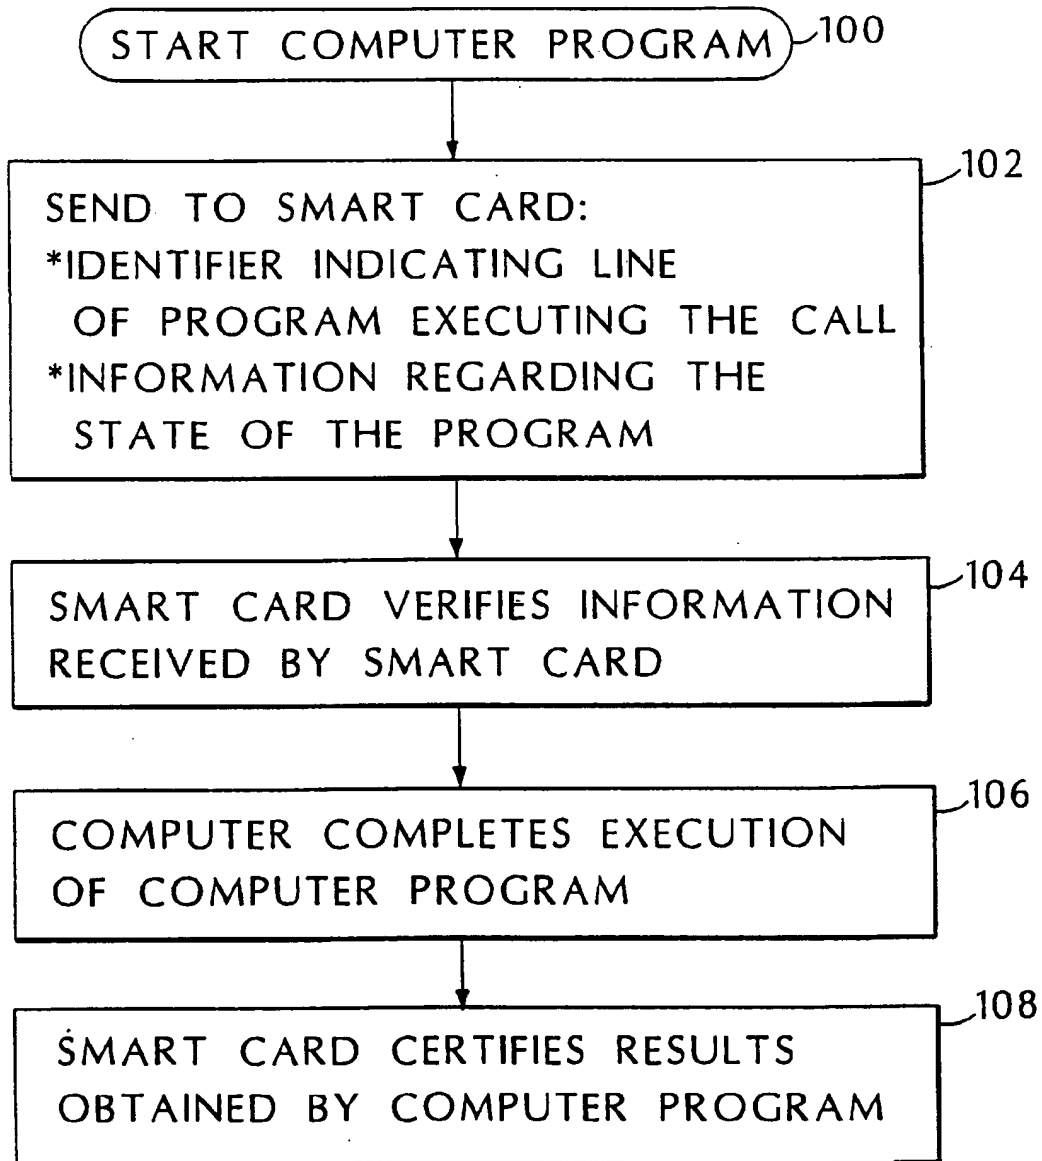 START COMPUTER PROGRAM
100
102
SEND TO SMART CARD:
*IDENTIFIER INDICATING LINE
OF PROGRAM EXECUTING THE CALL
*INFORMATION REGARDING THE
STATE OF THE PROGRAM
104
SMART CARD VERIFIES INFORMATION
RECEIVED BY SMART CARD
106
COMPUTER COMPLETES EXECUTION
OF COMPUTER PROGRAM
108
SMART CARD CERTIFIES RESULTS
OBTAINED BY COMPUTER PROGRAM